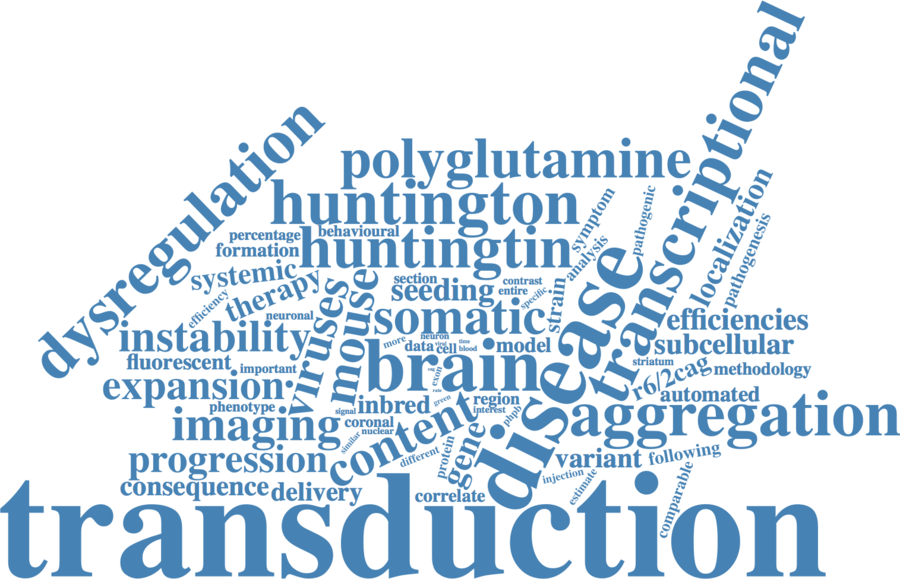 transcriptional
dysregulation
polyglutamine
huntington
huntingtin
percentage
behavioural
formation
symptom
pathogenic
analysis
localization
pathogenesis
systemic
therapy
efficiency
neuronal
section
seeding
contrast
entire
specific
strain
disease
viruses
mouse
somatic
instability
efficiencies
subcellular
fluorescent
important
more
neuron
data
cell
viral
time
blood
model
brain
exon
striatum
r6/2cag
methodology
automated
expansion
phenotype
signal
inbred
green
region
interest
phpb
aggregation
imaging
coronal
nuclear
similar
content
different
protein
gene
variant
following
progression
consequence
delivery
correlate
injection
estimate
comparable
transduction